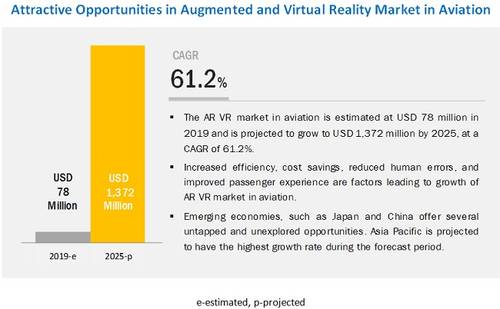 Attractive Opportunities in Augmented and Virtual Reality Market in Aviation
CAGR
61.2%
▪ The AR VR market in aviation is estimated at USD 78 million in
2019 and is projected to grow to USD 1,372 million by 2025, at a
CAGR of 61.2%.
▪ Increased efficiency, cost savings, reduced human errors, and
improved passenger experience are factors leading to growth of
AR VR market in aviation.
▪ Emerging economies, such as Japan and China offer several
untapped and unexplored opportunities. Asia Pacific is projected
to have the highest growth rate during the forecast period.
USD
78
Million
USD
1,372
Million
2019-e
2025-p
e-estimated, p-projected